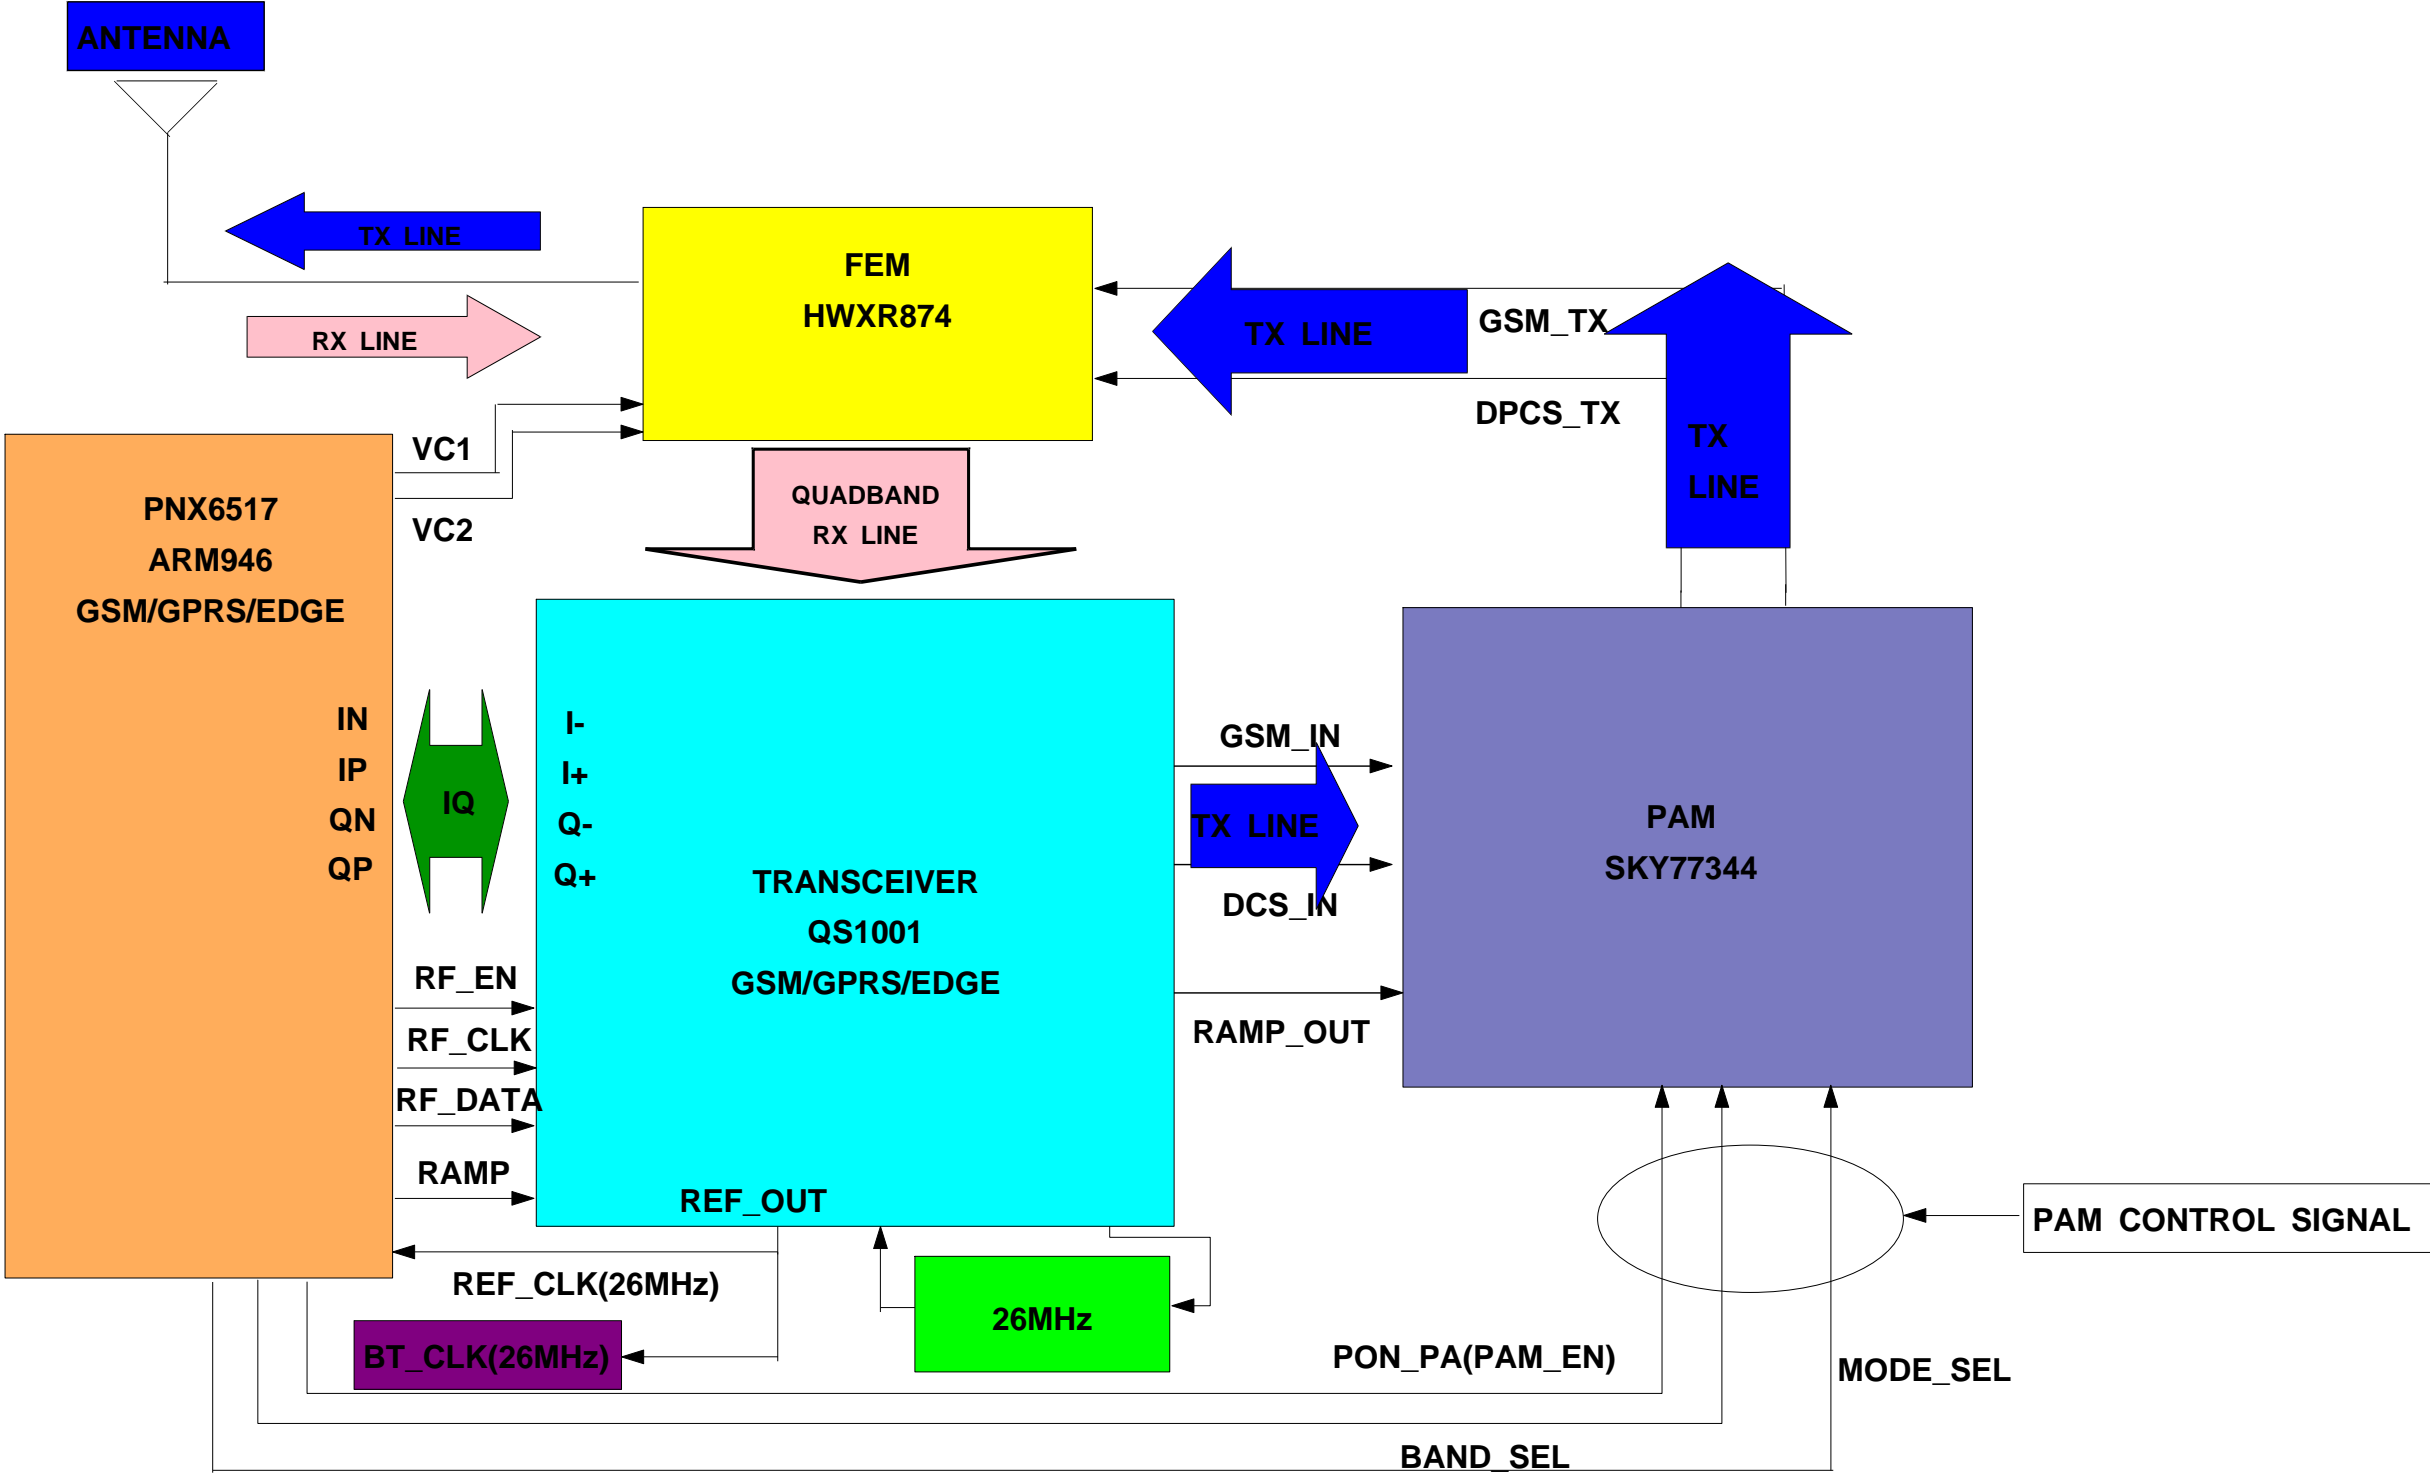 ANTENNA
TX LINE
RX LINE
FEM
HWXR874
TX LINE
GSM_TX
DPCS_TX
TX
LINE
VC1
VC2
PNX6517
ARM946
GSM/GPRS/EDGE
QUADBAND
RX LINE
IN
IP
QN
QP
IQ
I-
I+
Q-
Q+
TRANSCEIVER
QS1001
GSM/GPRS/EDGE
GSM_IN
TX LINE
DCS_IN
RAMP_OUT
PAM
SKY77344
RF_EN
RF_CLK
RF_DATA
RAMP
REF_OUT
REF_CLK(26MHz)
BT_CLK(26MHz)
26MHz
PAM CONTROL SIGNAL
PON_PA(PAM_EN)
MODE_SEL
BAND_SEL